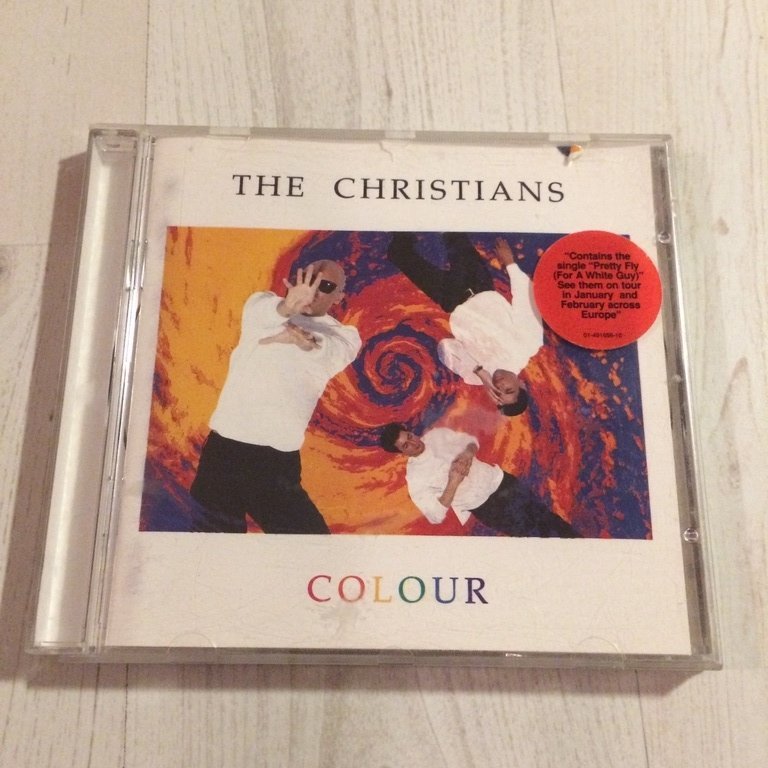 THE CHRISTIANS
"Contains the
single "Pretty Fly
(For A White Guy)"
See them on tour
in January and
February across
Europe"
COLOUR